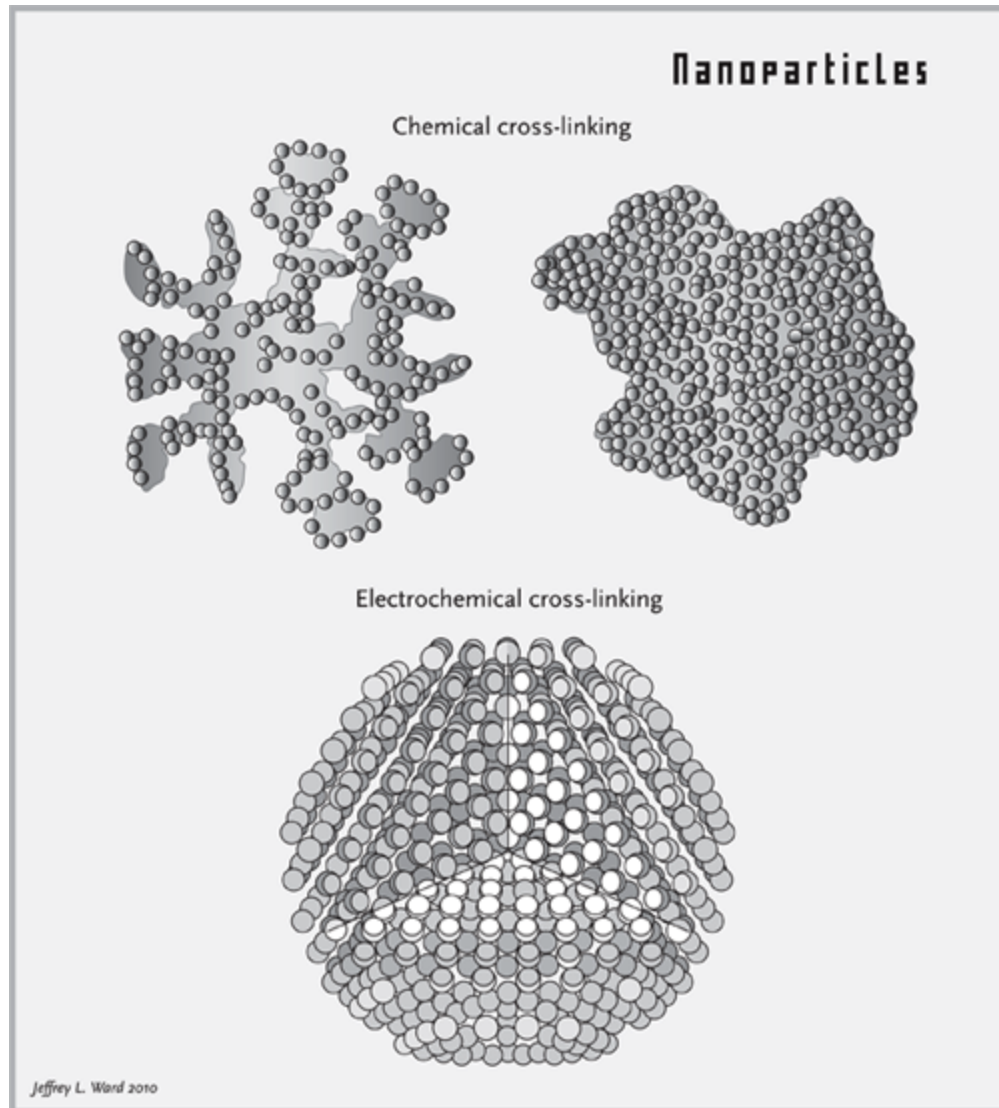 Nanoparticles
Chemical cross-linking
Electrochemical cross-linking
Jeffrey L. Ward 2010